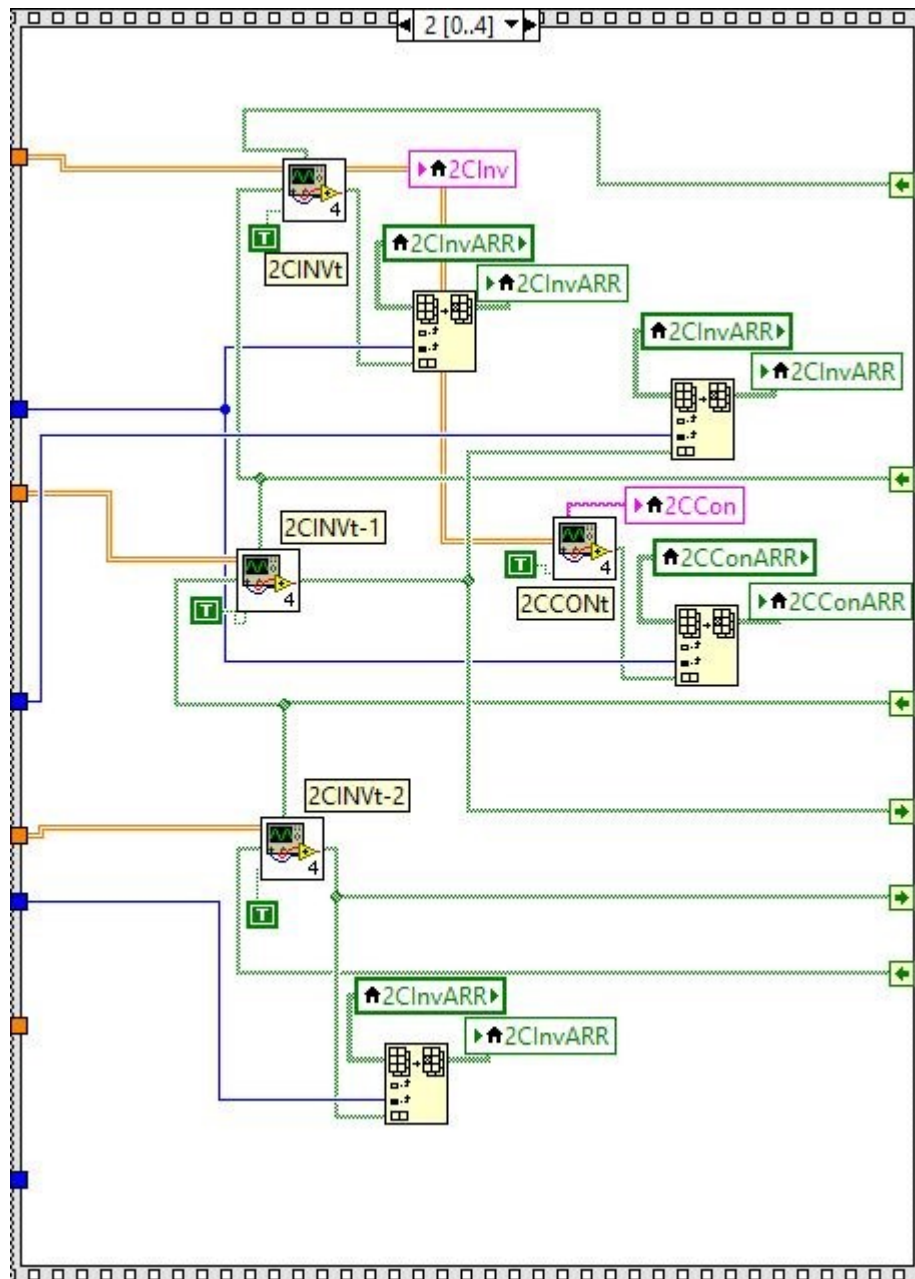 2 [0..4]
2CInv
4
T
2CInvARR
2CINVt
2CInvARR
2CInvARR
2CInvARR
2CCon
2CINVt-1
4
T
2CCConARR
4
T
2CCONt
2CConARR
2CINVt-2
4
T
2CInvARR
2CInvARR